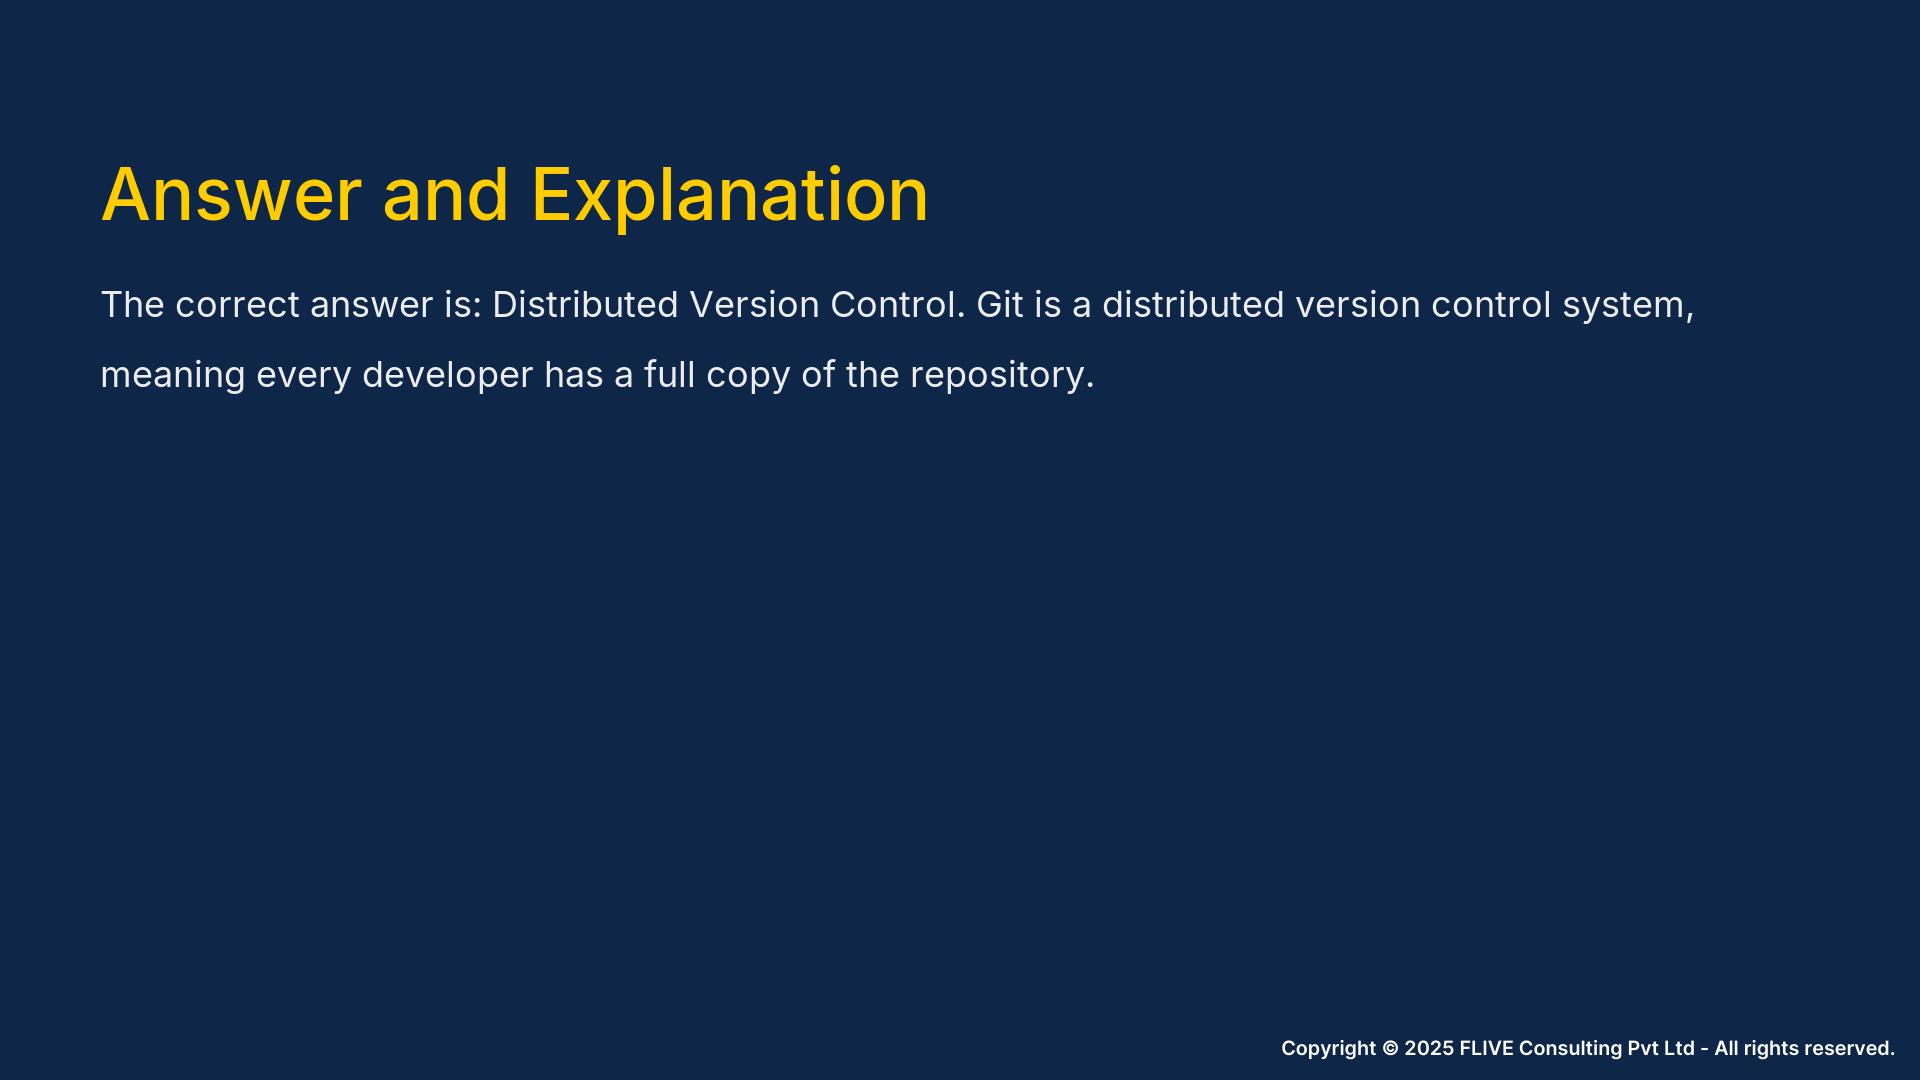 Answer and Explanation
The correct answer is: Distributed Version Control. Git is a distributed version control system,
meaning every developer has a full copy of the repository.
Copyright © 2025 FLIVE Consulting Pvt Ltd - All rights reserved.